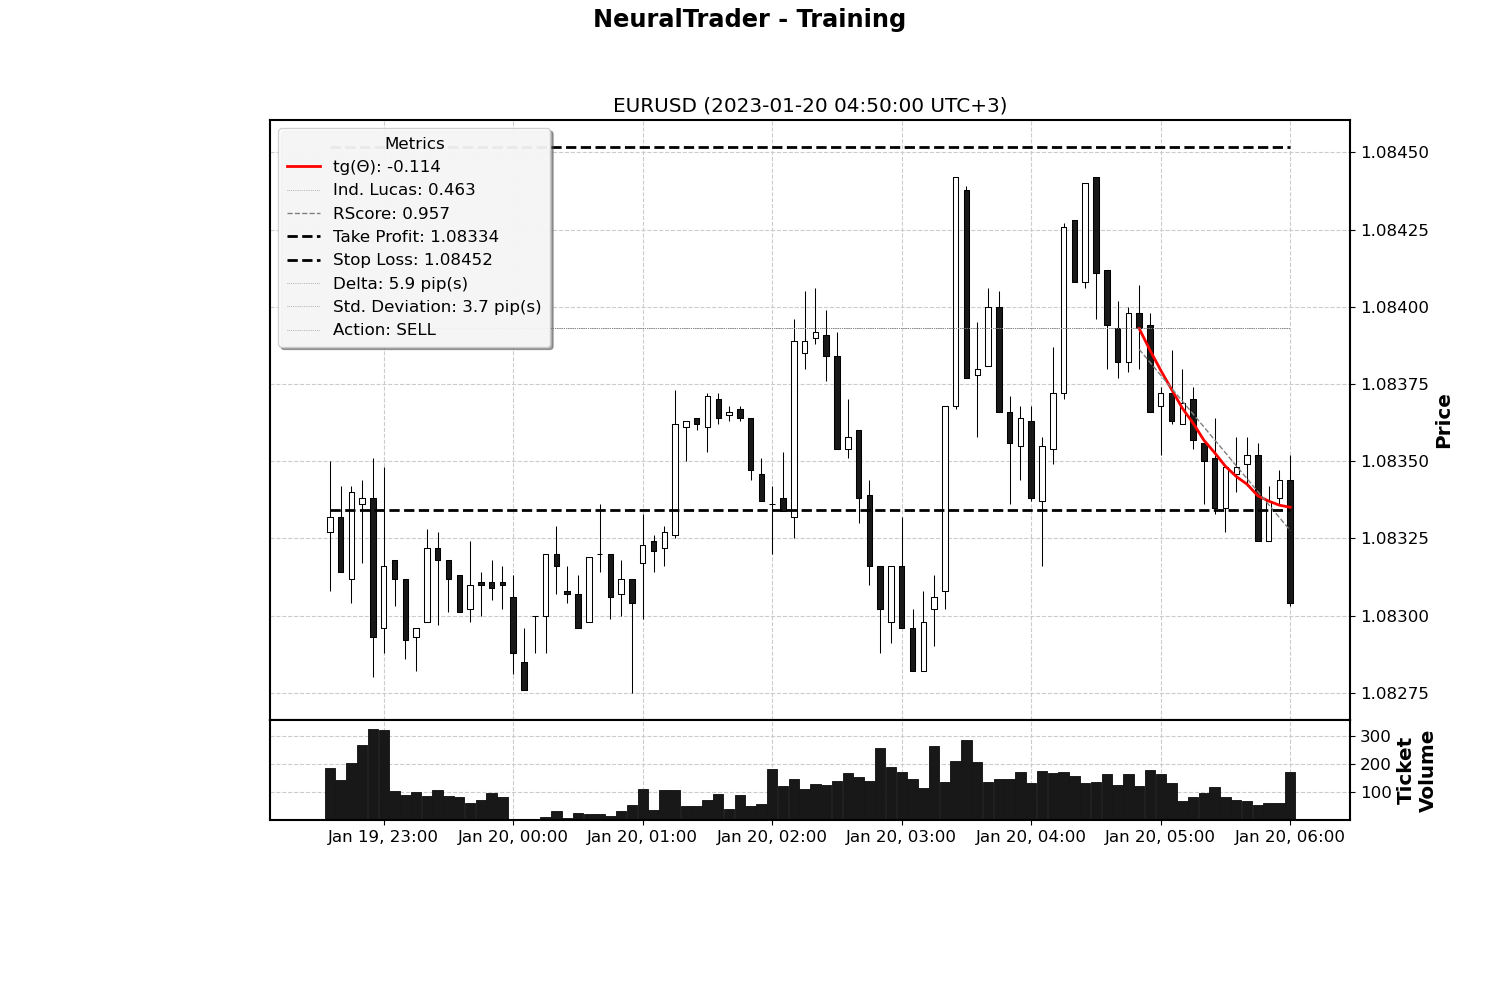 NeuralTrader - Training
EURUSD (2023-01-20 04:50:00 UTC+3)
Metrics
tg(Θ): -0.114
Ind. Lucas: 0.463
RScore: 0.957
Take Profit: 1.08334
Stop Loss: 1.08452
Delta: 5.9 pip(s)
Std. Deviation: 3.7 pip(s)
Action: SELL
1.08450
1.08425
1.08400
1.08375
1.08350
1.08325
1.08300
1.08275
Price
300
200
100
Ticket
Volume
Jan 19, 23:00
Jan 20, 00:00
Jan 20, 01:00
Jan 20, 02:00
Jan 20, 03:00
Jan 20, 04:00
Jan 20, 05:00
Jan 20, 06:00